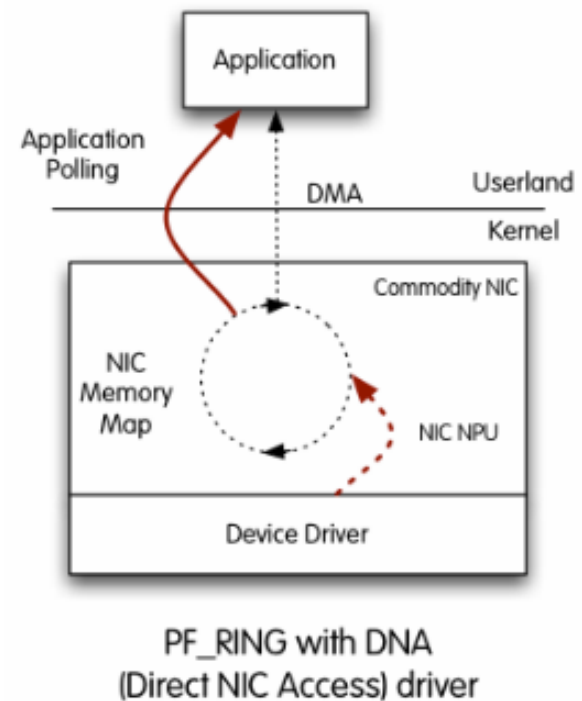 Application
Application
Polling
DMA
Userland
Kernel
Commodity NIC
NIC
Memory
Map
NIC NPU
Device Driver
PF_RING with DNA
(Direct NIC Access) driver